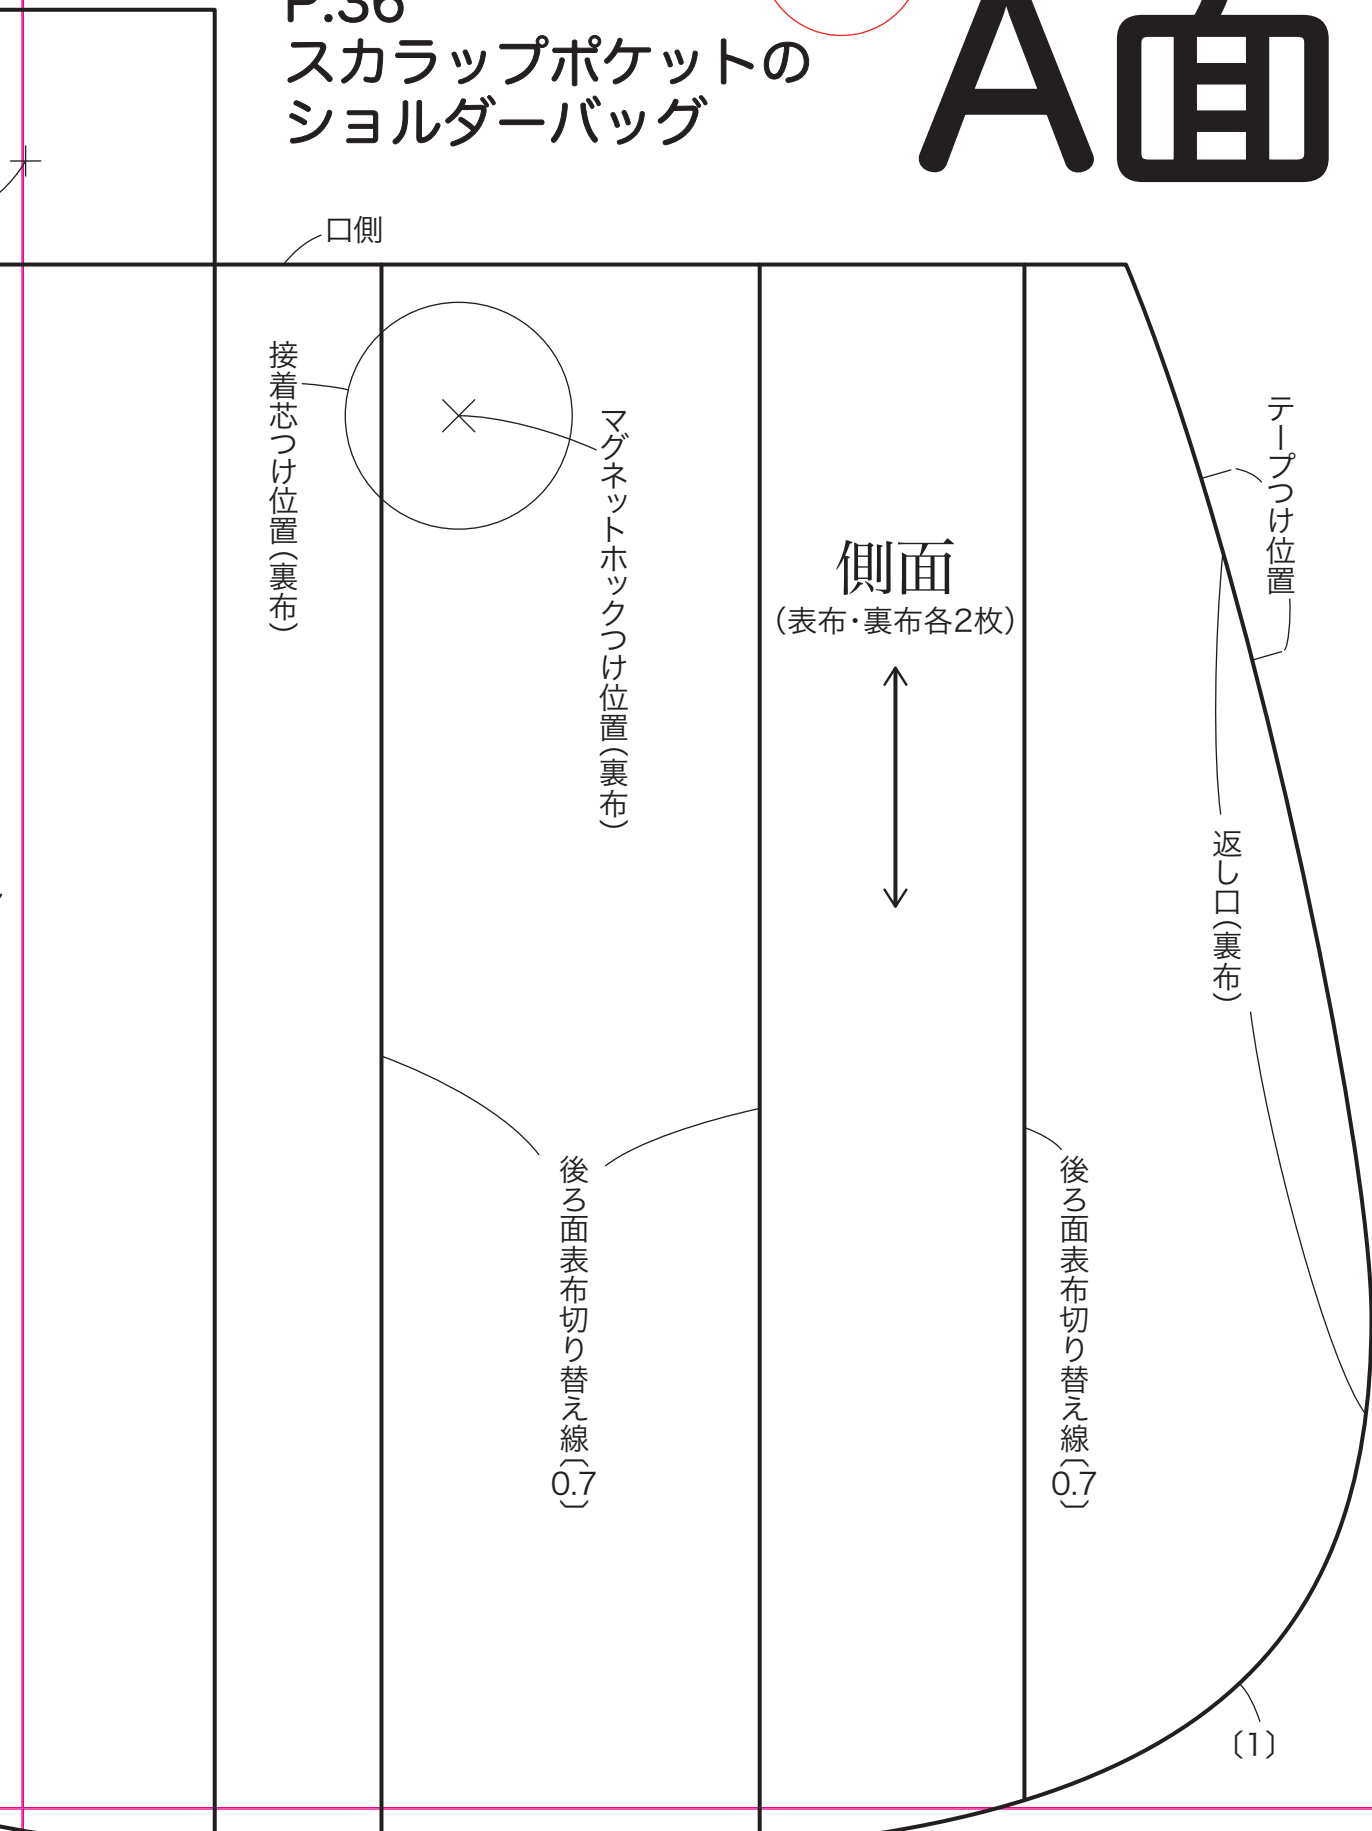 P.36
スカラップポケットの
ショルダーバッグ
A面
口側
接着芯つけ位置(裏布)
マグネットホックつけ位置(裏布)
側面
(表布・裏布各2枚)
テープつけ位置
返し口(裏布)
後ろ面表布切り替え線〔0.7〕
後ろ面表布切り替え線〔0.7〕
〔1〕